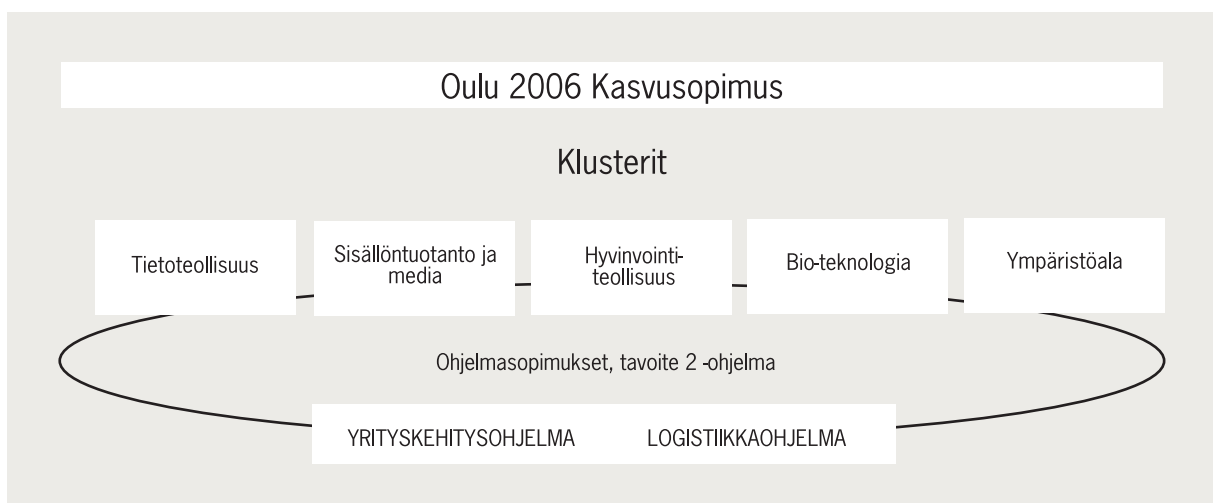 Oulu 2006 Kasvusopimus
Klusterit
Tietoteollisuus
Sisällöntuotanto ja
media
Hyvinvointi-
teollisuus
Bio-teknologia
Ympäristöala
Ohjelmasopimukset, tavoite 2 -ohjelma
YRITYSKEHITYSOHJELMA LOGISTIIKKAOHJELMA